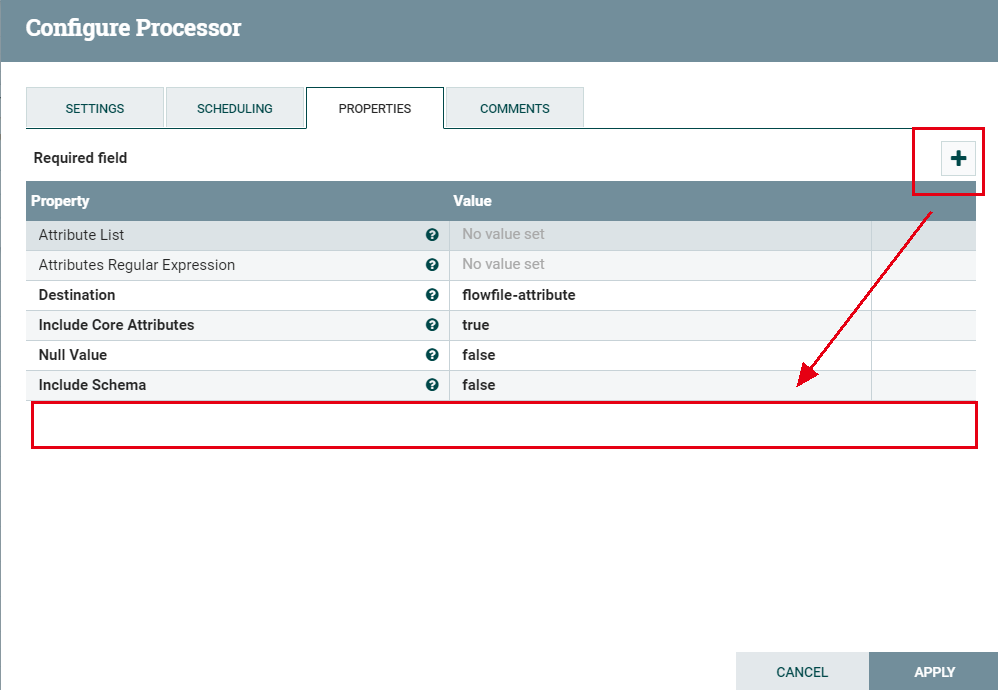 Configure Processor
SETTINGS SCHEDULING PROPERTIES COMMENTS
Required field
Property Value
Attribute List No value set
Attributes Regular Expression No value set
Destination flowfile-attribute
Include Core Attributes true
Null Value false
Include Schema false
CANCEL APPLY